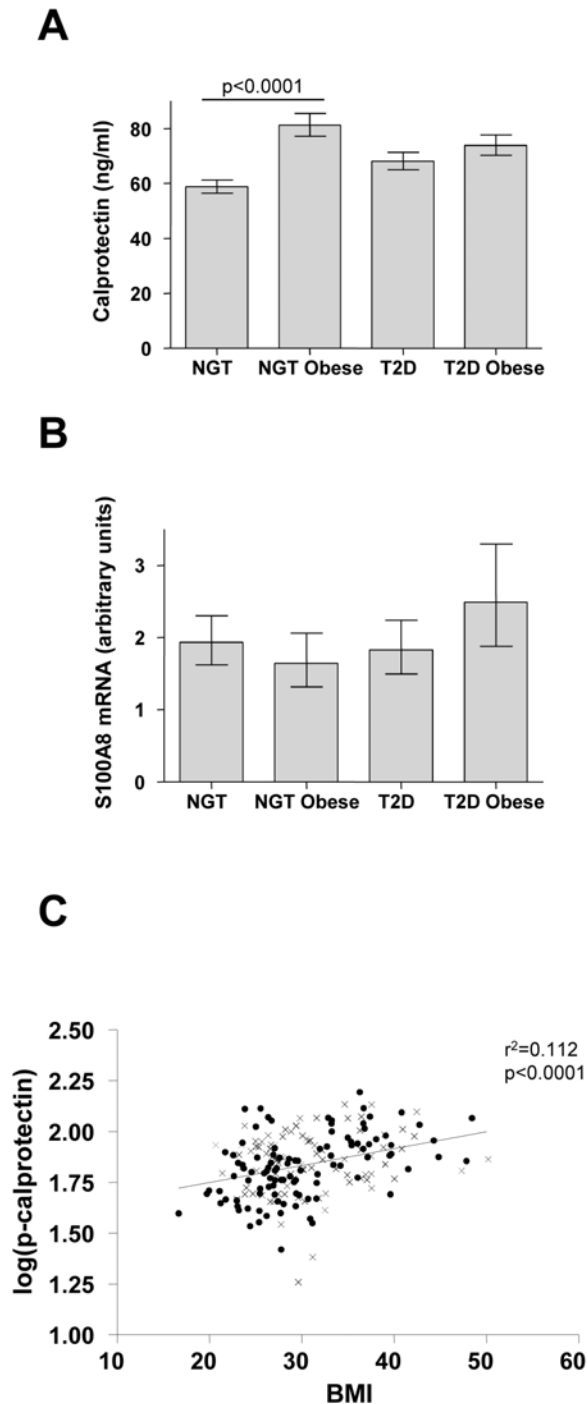 A
p<0.0001
Calprotectin (ng/ml)
80
60
40
20
0
NGT NGT Obese T2D T2D Obese
B
S100A8 mRNA (arbitrary units)
3
2
1
0
NGT NGT Obese T2D T2D Obese
C
log(p-calprotectin)
2.50
2.25
2.00
1.75
1.50
1.25
1.00
r²=0.112
p<0.0001
10 20 30 40 50 60
BMI